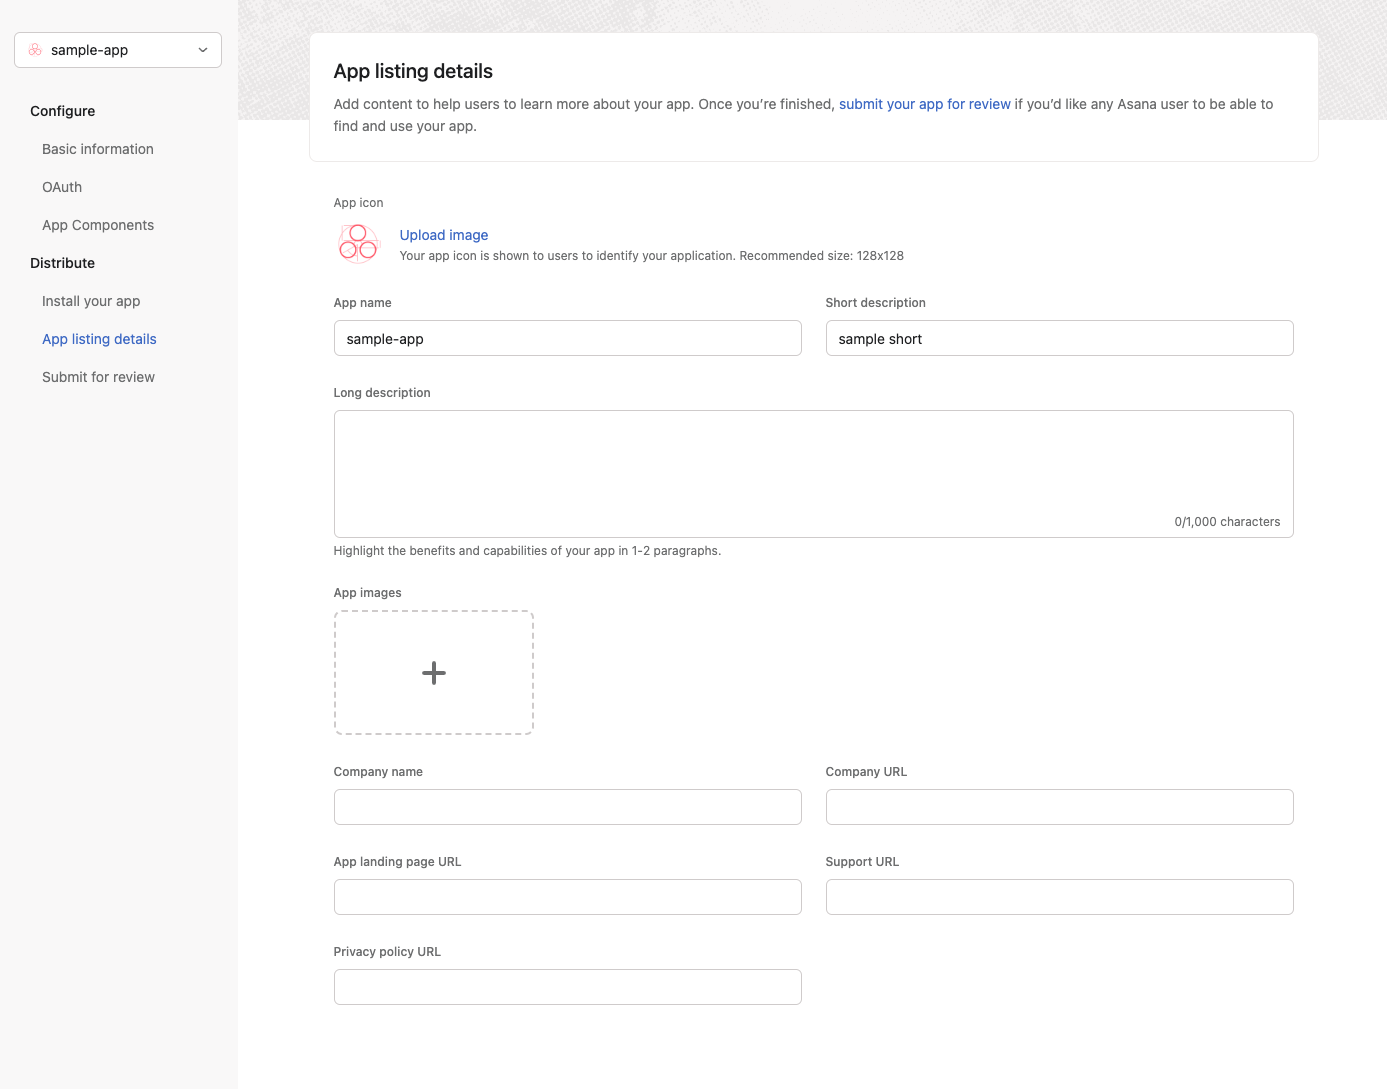 sample-app
Configure
Basic information
OAuth
App Components
Distribute
Install your app
App listing details
Submit for review
App listing details
Add content to help users to learn more about your app. Once you’re finished, submit your app for review if you’d like any Asana user to be able to
find and use your app.
App icon
Upload image
Your app icon is shown to users to identify your application. Recommended size: 128x128
App name
Short description
sample-app
sample short
Long description
0/1,000 characters
Highlight the benefits and capabilities of your app in 1-2 paragraphs.
App images
Company name
Company URL
App landing page URL
Support URL
Privacy policy URL